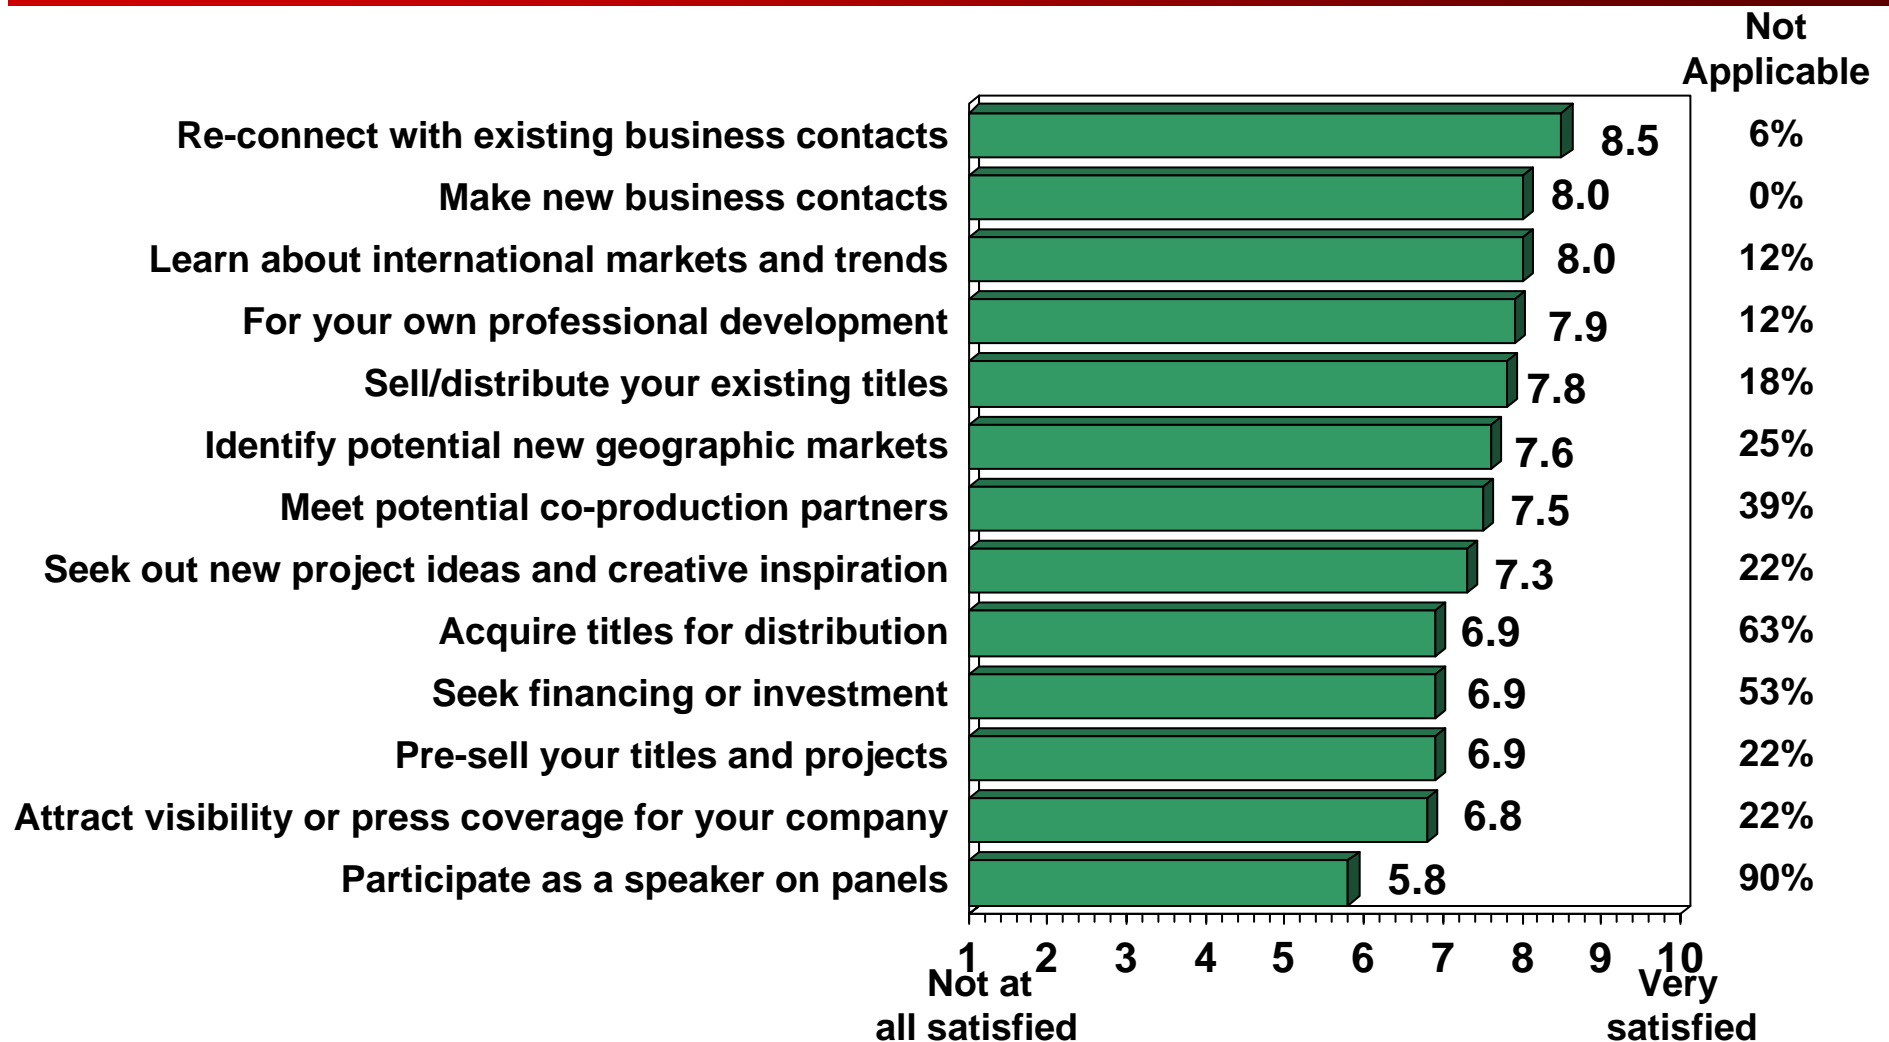 Not
Applicable
Re-connect with existing business contacts 8.5 6%
Make new business contacts 8.0 0%
Learn about international markets and trends 8.0 12%
For your own professional development 7.9 12%
Sell/distribute your existing titles 7.8 18%
Identify potential new geographic markets 7.6 25%
Meet potential co-production partners 7.5 39%
Seek out new project ideas and creative inspiration 7.3 22%
Acquire titles for distribution 6.9 63%
Seek financing or investment 6.9 53%
Pre-sell your titles and projects 6.9 22%
Attract visibility or press coverage for your company 6.8 22%
Participate as a speaker on panels 5.8 90%
1 2 3 4 5 6 7 8 9 10
Not at Very
all satisfied satisfied